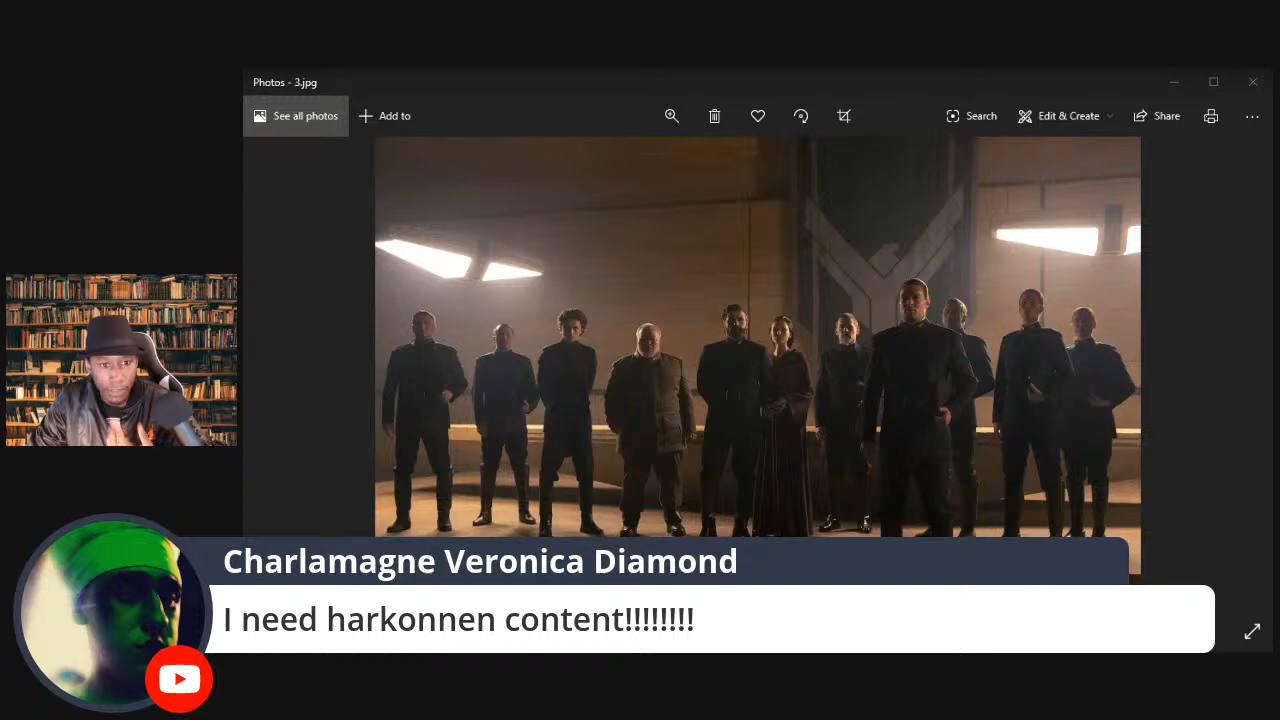 Photos - 3.jpg
See all photos
Add to
Search
Edit & Create
Share
Charlamagne Veronica Diamond
I need harkonnen content!!!!!!!!